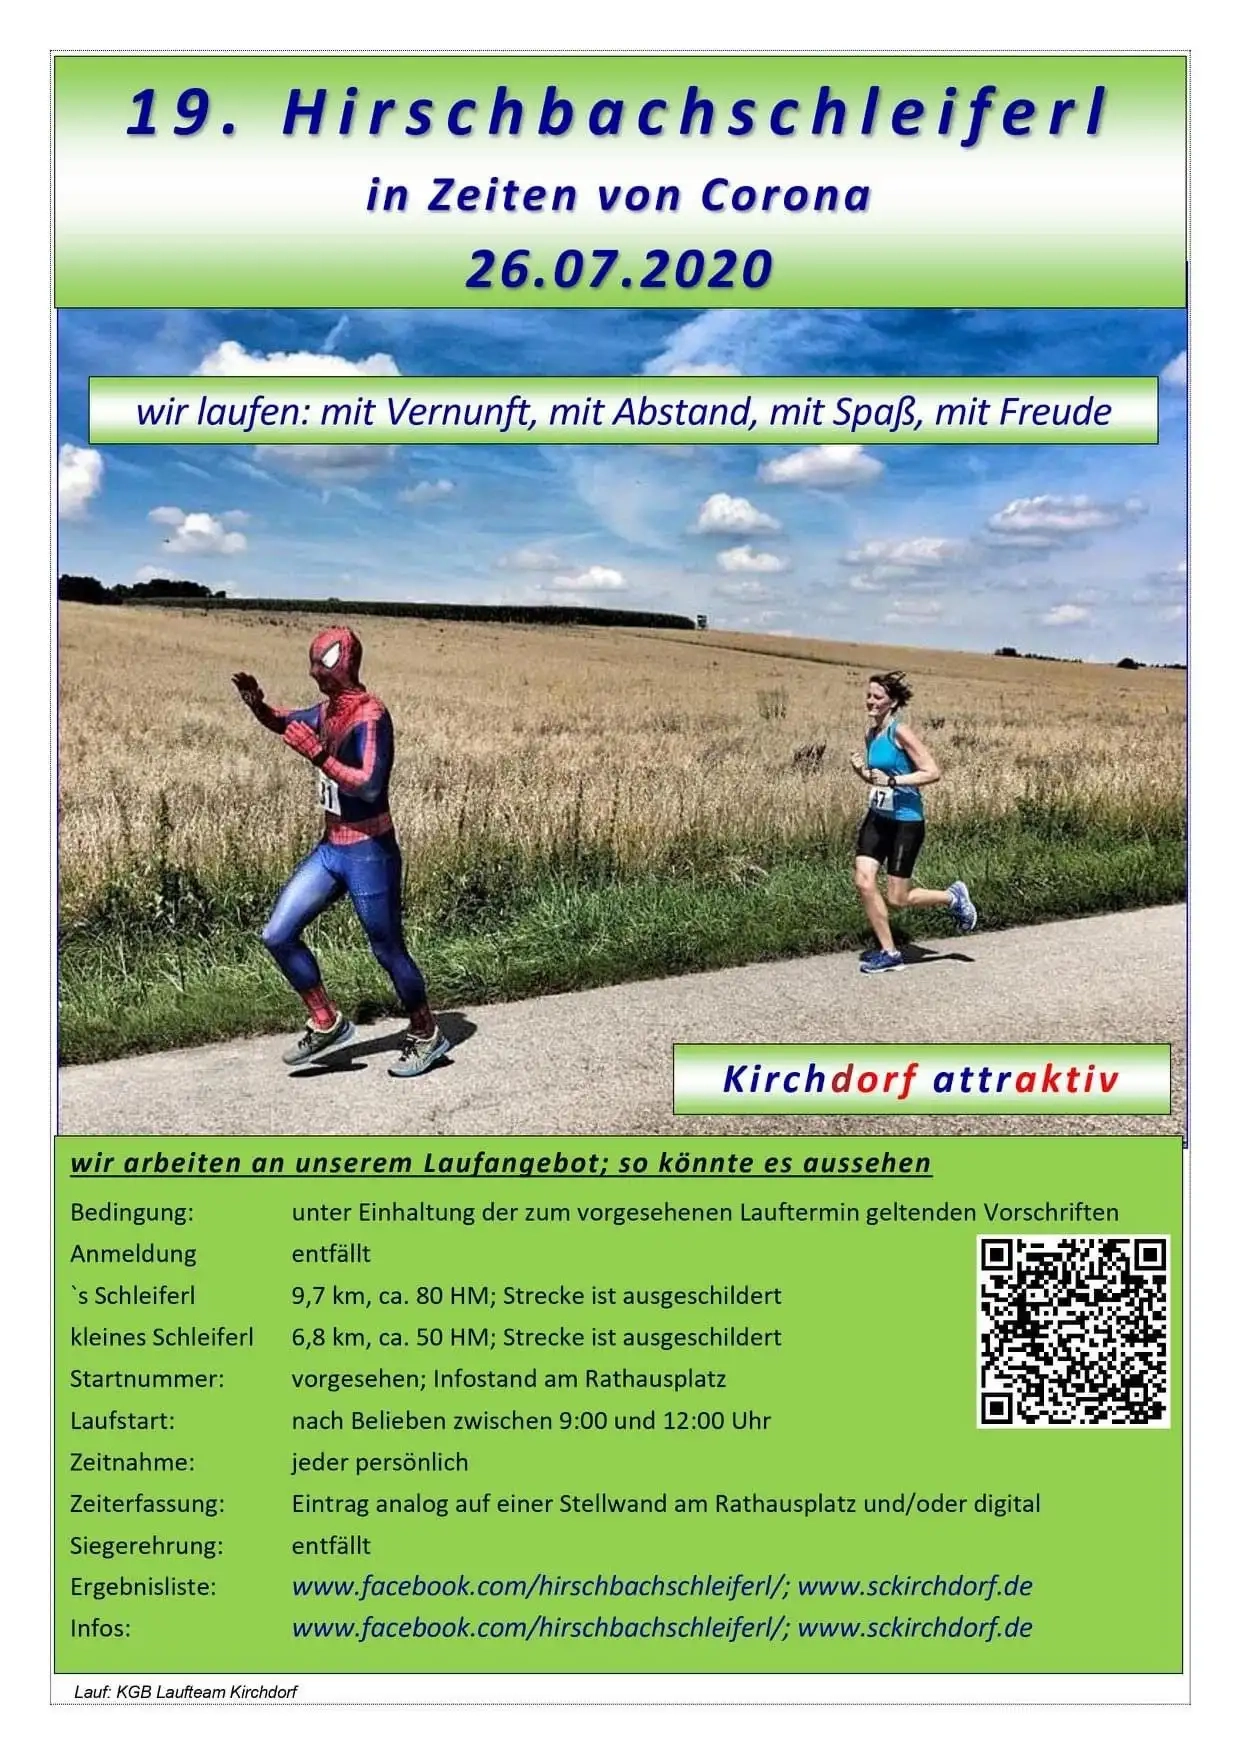 19. Hirschbachschleiferl
in Zeiten von Corona
26.07.2020
wir laufen: mit Vernunft, mit Abstand, mit Spaß, mit Freude
47
Kirchdorf attraktiv
wir arbeiten an unserem Laufangebot; so könnte es aussehen
Bedingung: unter Einhaltung der zum vorgesehenen Lauftermin geltenden Vorschriften
Anmeldung entfällt
`s Schleiferl 9,7 km, ca. 80 HM; Strecke ist ausgeschildert
kleines Schleiferl 6,8 km, ca. 50 HM; Strecke ist ausgeschildert
Startnummer: vorgesehen; Infostand am Rathausplatz
Laufstart: nach Belieben zwischen 9:00 und 12:00 Uhr
Zeitnahme: jeder persönlich
Zeiterfassung: Eintrag analog auf einer Stellwand am Rathausplatz und/oder digital
Siegerehrung: entfällt
Ergebnisliste: www.facebook.com/hirschbachschleiferl/; www.sckirchdorf.de
Infos: www.facebook.com/hirschbachschleiferl/; www.sckirchdorf.de
Lauf: KGB Laufteam Kirchdorf